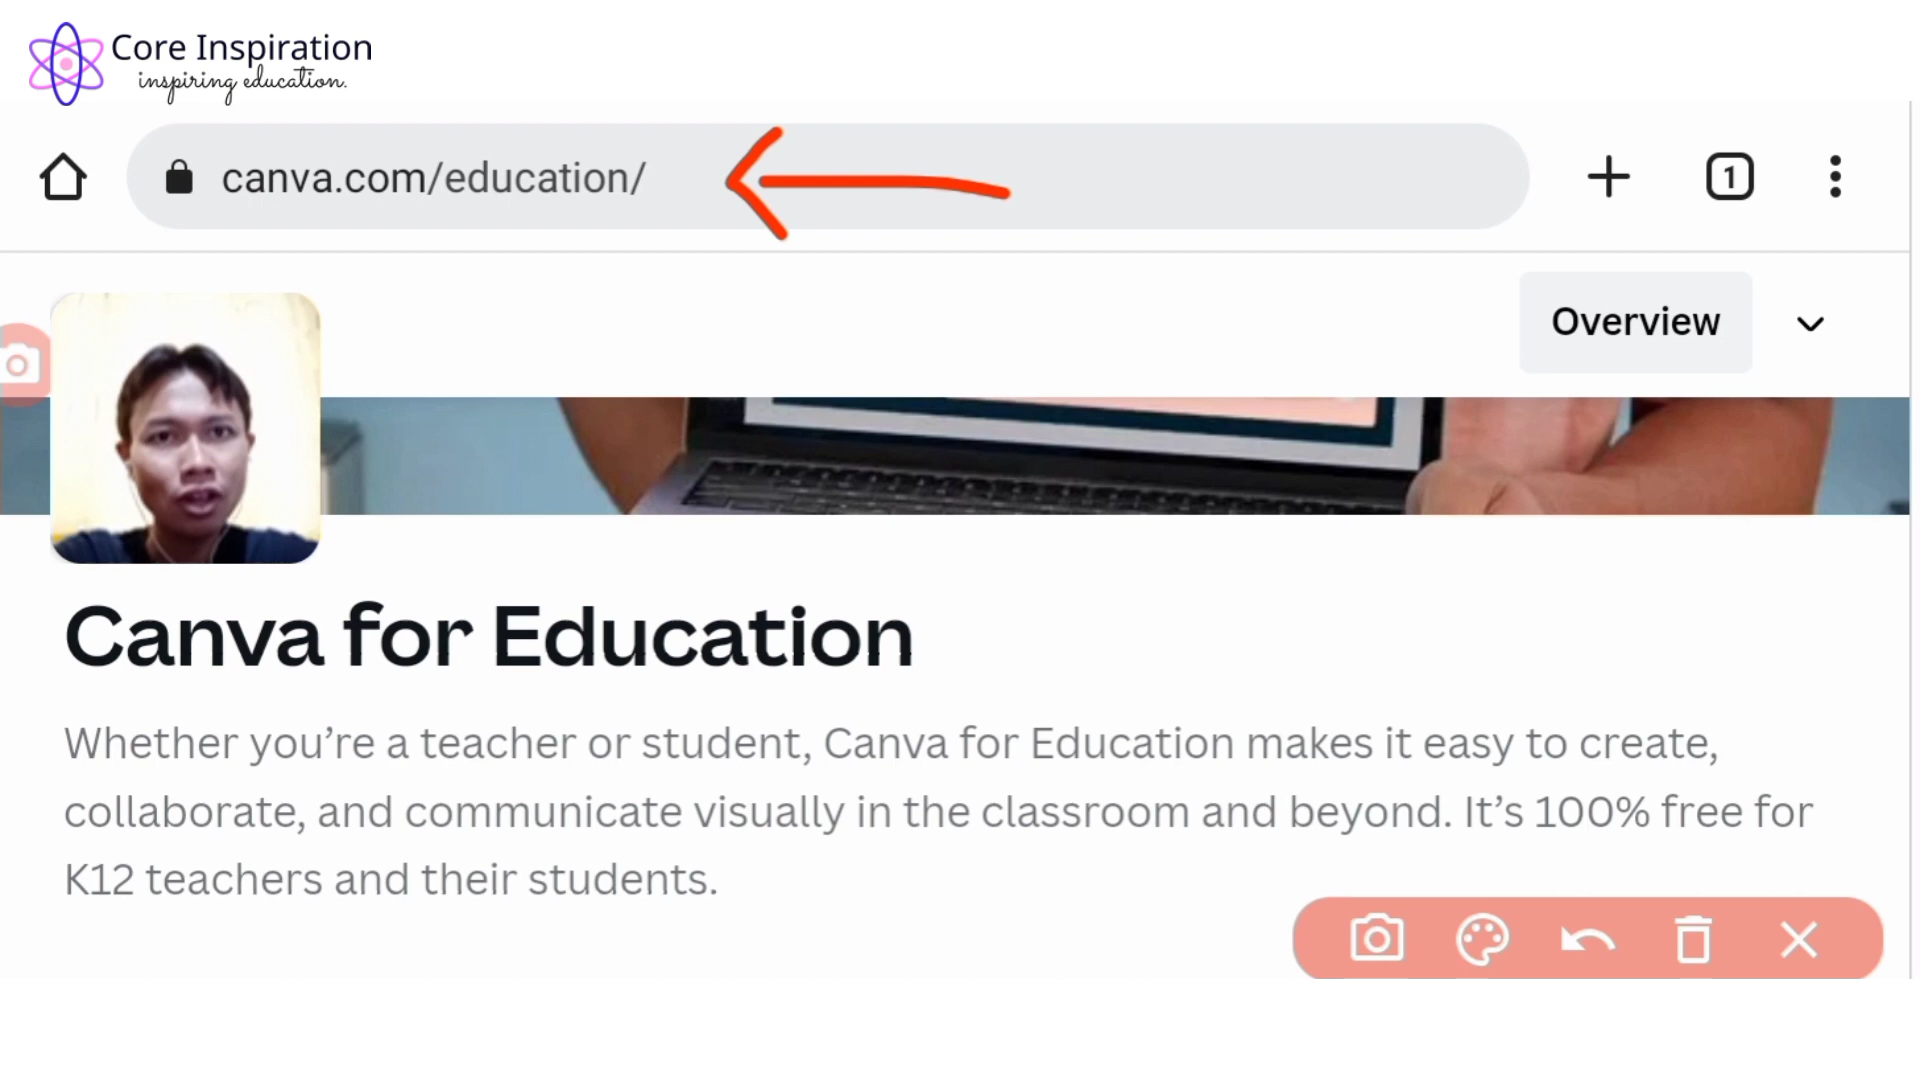 Core Inspiration
inspiring education.
canva.com/education/
1
Overview
Canva for Education
Whether you’re a teacher or student, Canva for Education makes it easy to create,
collaborate, and communicate visually in the classroom and beyond. It’s 100% free for
K12 teachers and their students.